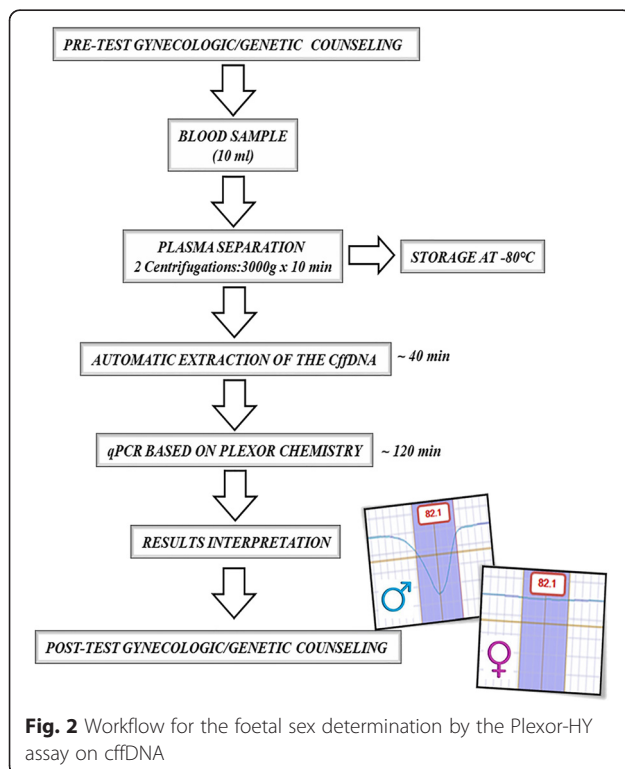 PRE-TEST GYNECOLOGIC/GENETIC COUNSELING
BLOOD SAMPLE
(10 ml)
PLASMA SEPARATION
2 Centrifugations:3000g x 10 min
STORAGE AT -80°C
AUTOMATIC EXTRACTION OF THE CffDNA
~ 40 min
qPCR BASED ON PLEXOR CHEMISTRY
~ 120 min
RESULTS INTERPRETATION
82.1
♂
82.1
♀
POST-TEST GYNECOLOGIC/GENETIC COUNSELING
Fig. 2 Workflow for the foetal sex determination by the Plexor-HY
assay on cffDNA